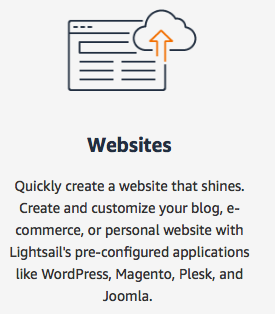 Websites
Quickly create a website that shines.
Create and customize your blog, e-
commerce, or personal website with
Lightsail's pre-configured applications
like WordPress, Magento, Plesk, and
Joomla.